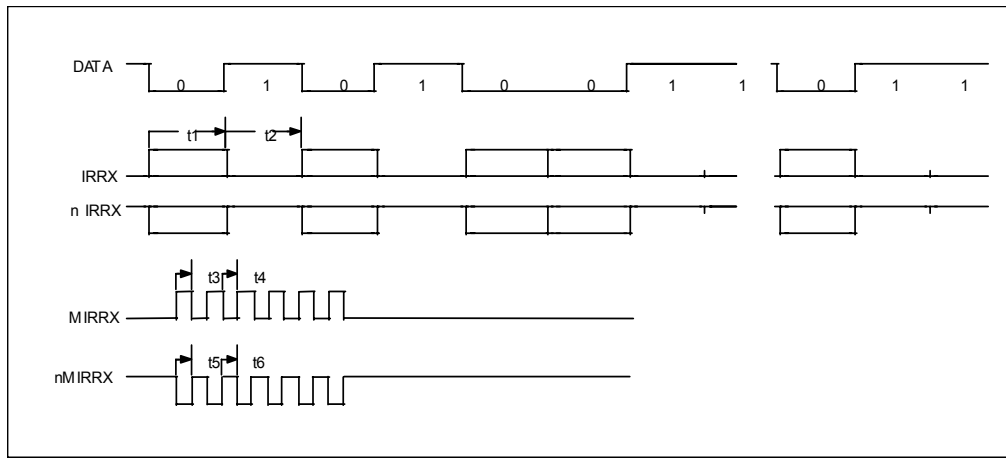 DATA
0 1 0 1 0 0 1 1 0 1 1
t1 t2
IRRX
n IRRX
t3 t4
MIRRX
t5 t6
nMIRRX